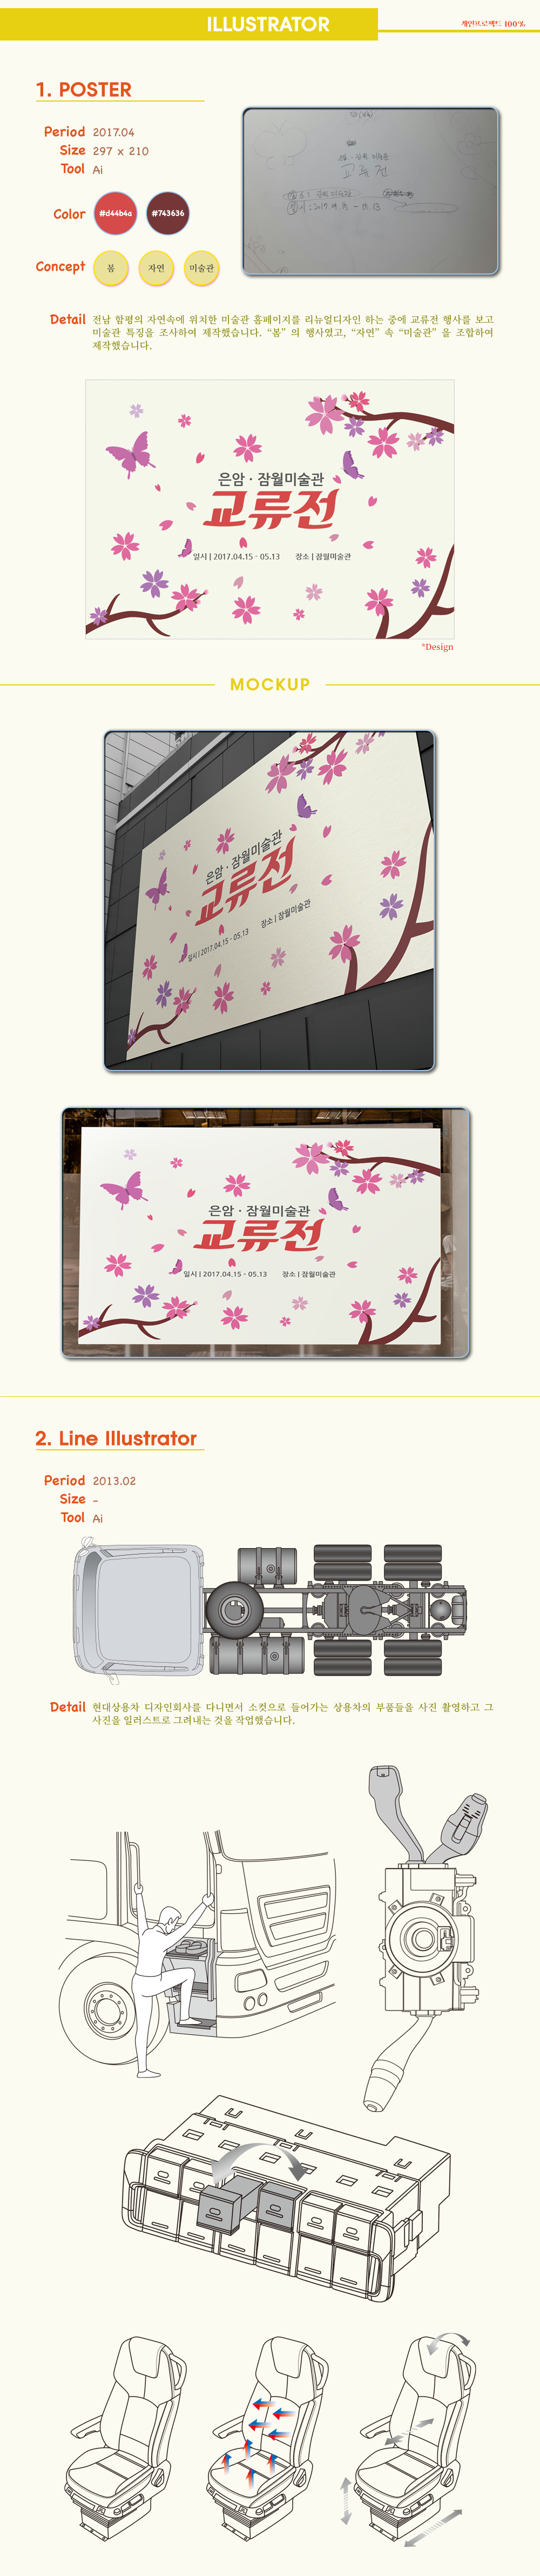 ILLUSTRATOR
개인프로젝트 100%
1. POSTER
Period 2017.04
Size 297 x 210
Tool Ai
Color #d44b4a #743636
Concept 봄 자연 미술관
교류전
Detail 전남 함평의 자연속에 위치한 미술관 홈페이지를 리뉴얼디자인 하는 중에 교류전 행사를 보고
미술관 특징을 조사하여 제작했습니다. “봄” 의 행사였고, “자연” 속 “미술관” 을 조합하여
제작했습니다.
은암 · 잠월미술관
교류전
일시 | 2017.04.15 - 05.13 장소 | 잠월미술관
*Design
MOCKUP
은암 · 잠월미술관
교류전
일시 | 2017.04.15 - 05.13 장소 | 잠월미술관
은암 · 잠월미술관
교류전
일시 | 2017.04.15 - 05.13 장소 | 잠월미술관
2. Line Illustrator
Period 2013.02
Size -
Tool Ai
Detail 현대상용차 디자인회사를 다니면서 소컷으로 들어가는 상용차의 부품들을 사진 촬영하고 그
사진을 일러스트로 그려내는 것을 작업했습니다.